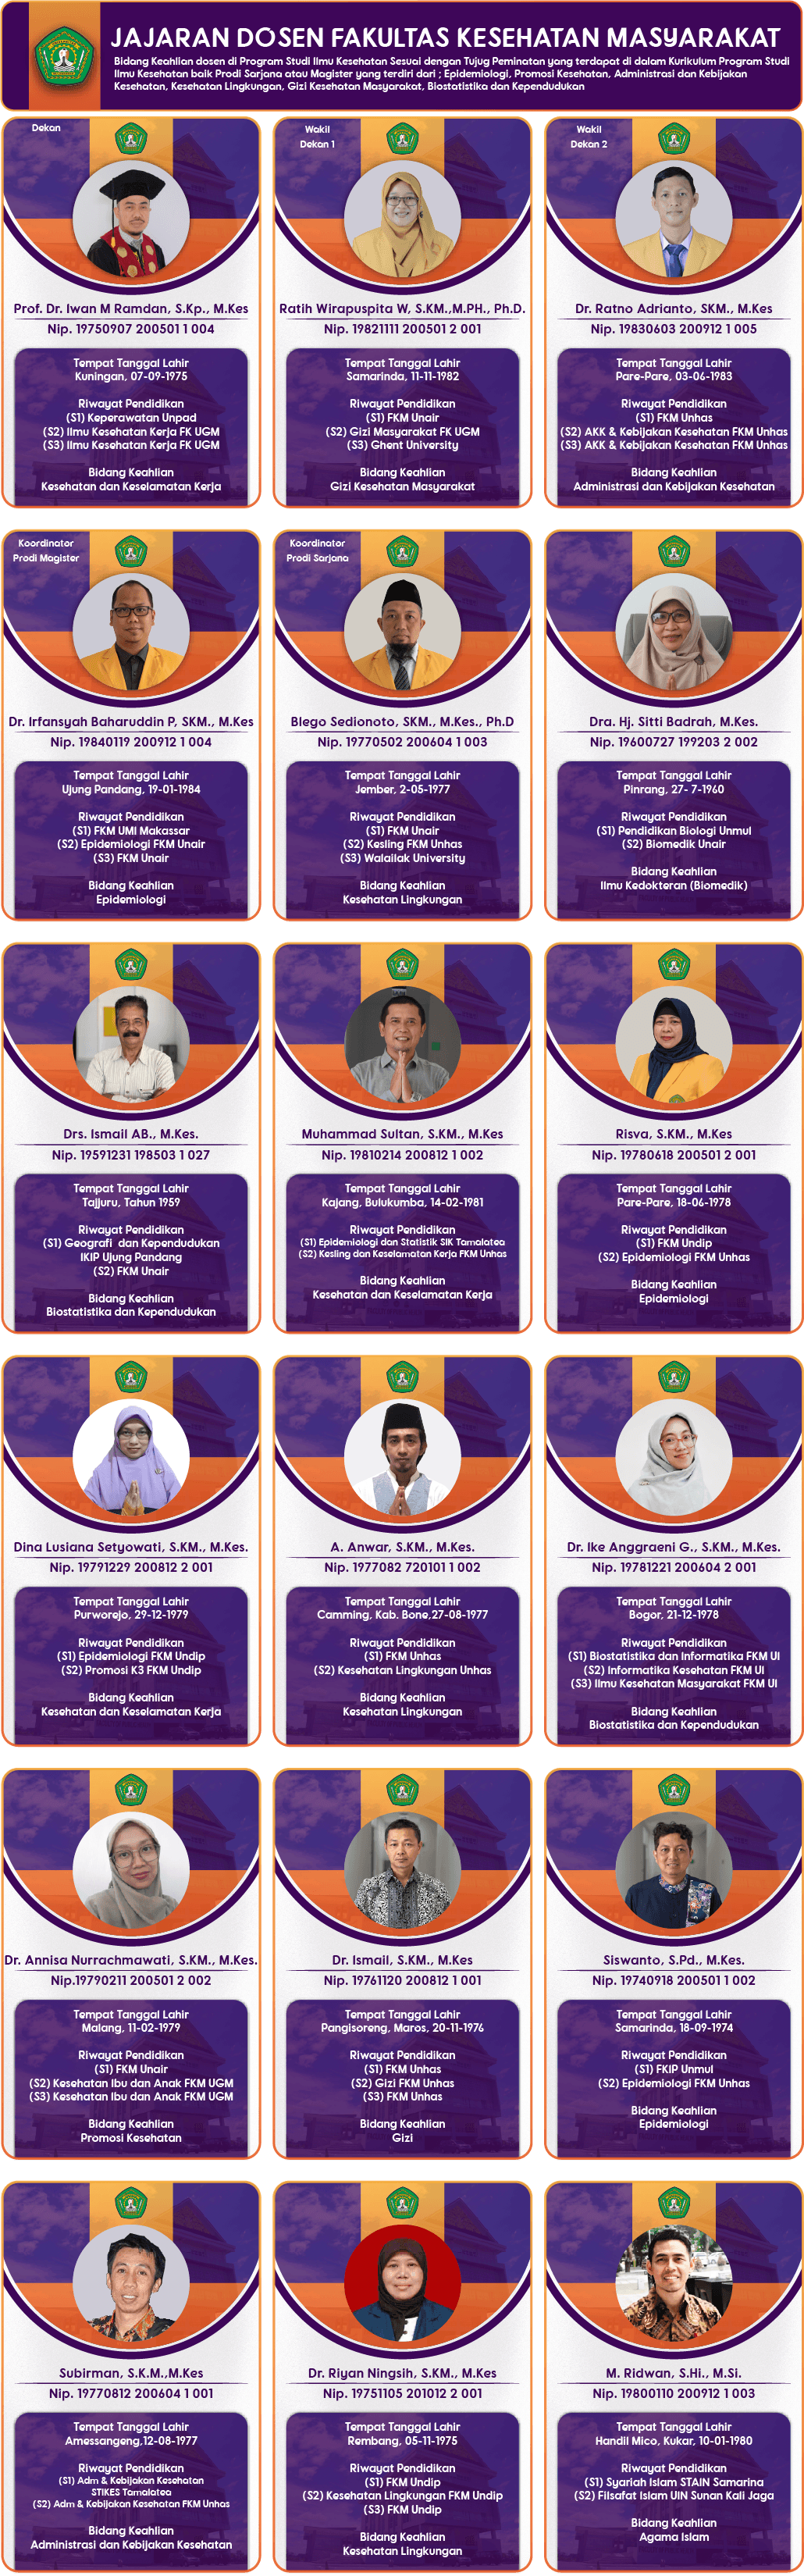 JAJARAN DOSEN FAKULTAS KESEHATAN MASYARAKAT
Bidang Keahlian dosen di Program Studi Ilmu Kesehatan Sesuai dengan Tujug Peminatan yang terdapat di dalam Kurikulum Program Studi
Ilmu Kesehatan baik Prodi Sarjana atau Magister yang terdiri dari ; Epidemiologi, Promosi Kesehatan, Administrasi dan Kebijakan
Kesehatan, Kesehatan Lingkungan, Gizi Kesehatan Masyarakat, Biostatistika dan Kependudukan
Dekan
Prof. Dr. Iwan M Ramdan, S.Kp., M.Kes
Nip. 19750907 200501 1 004
Tempat Tanggal Lahir
Kuningan, 07-09-1975
Riwayat Pendidikan
(S1) Keperawatan Unpad
(S2) Ilmu Kesehatan Kerja FK UGM
(S3) Ilmu Kesehatan Kerja FK UGM
Bidang Keahlian
Kesehatan dan Keselamatan Kerja
Wakil
Dekan 1
Ratih Wirapuspita W, S.KM.,M.PH., Ph.D.
Nip. 19821111 200501 2 001
Tempat Tanggal Lahir
Samarinda, 11-11-1982
Riwayat Pendidikan
(S1) FKM Unair
(S2) Gizi Masyarakat FK UGM
(S3) Ghent University
Bidang Keahlian
Gizi Kesehatan Masyarakat
Wakil
Dekan 2
Dr. Ratno Adrianto, SKM., M.Kes
Nip. 19830603 200912 1 005
Tempat Tanggal Lahir
Pare-Pare, 03-06-1983
Riwayat Pendidikan
(S1) FKM Unhas
(S2) AKK & Kebijakan Kesehatan FKM Unhas
(S3) AKK & Kebijakan Kesehatan FKM Unhas
Bidang Keahlian
Administrasi dan Kebijakan Kesehatan
Koordinator
Prodi Magister
Dr. Irfansyah Baharuddin P, SKM., M.Kes
Nip. 19840119 200912 1 004
Tempat Tanggal Lahir
Ujung Pandang, 19-01-1984
Riwayat Pendidikan
(S1) FKM UMI Makassar
(S2) Epidemiologi FKM Unair
(S3) FKM Unair
Bidang Keahlian
Epidemiologi
Koordinator
Prodi Sarjana
Blego Sedionoto, SKM., M.Kes., Ph.D
Nip. 19770502 200604 1 003
Tempat Tanggal Lahir
Jember, 2-05-1977
Riwayat Pendidikan
(S1) FKM Unair
(S2) Kesling FKM Unhas
(S3) Walailak University
Bidang Keahlian
Kesehatan Lingkungan
Dra. Hj. Sitti Badrah, M.Kes.
Nip. 19600727 199203 2 002
Tempat Tanggal Lahir
Pinrang, 27- 7-1960
Riwayat Pendidikan
(S1) Pendidikan Biologi Unmul
(S2) Biomedik Unair
Bidang Keahlian
Ilmu Kedokteran (Biomedik)
Drs. Ismail AB., M.Kes.
Nip. 19591231 198503 1 027
Tempat Tanggal Lahir
Tajjuru, Tahun 1959
Riwayat Pendidikan
(S1) Geografi dan Kependudukan
IKIP Ujung Pandang
(S2) FKM Unair
Bidang Keahlian
Biostatistika dan Kependudukan
Muhammad Sultan, S.KM., M.Kes
Nip. 19810214 200812 1 002
Tempat Tanggal Lahir
Kajang, Bulukumba, 14-02-1981
Riwayat Pendidikan
(S1) Epidemiologi dan Statistik SIK Tamalatea
(S2) Kesling dan Keselamatan Kerja FKM Unhas
Bidang Keahlian
Kesehatan dan Keselamatan Kerja
Risva, S.KM., M.Kes
Nip. 19780618 200501 2 001
Tempat Tanggal Lahir
Pare-Pare, 18-06-1978
Riwayat Pendidikan
(S1) FKM Undip
(S2) Epidemiologi FKM Unhas
Bidang Keahlian
Epidemiologi
Dina Lusiana Setyowati, S.KM., M.Kes.
Nip. 19791229 200812 2 001
Tempat Tanggal Lahir
Purworejo, 29-12-1979
Riwayat Pendidikan
(S1) Epidemiologi FKM Undip
(S2) Promosi K3 FKM Undip
Bidang Keahlian
Kesehatan dan Keselamatan Kerja
A. Anwar, S.KM., M.Kes.
Nip. 1977082 720101 1 002
Tempat Tanggal Lahir
Camming, Kab. Bone,27-08-1977
Riwayat Pendidikan
(S1) FKM Unhas
(S2) Kesehatan Lingkungan Unhas
Bidang Keahlian
Kesehatan Lingkungan
Dr. Ike Anggraeni G., S.KM., M.Kes.
Nip. 19781221 200604 2 001
Tempat Tanggal Lahir
Bogor, 21-12-1978
Riwayat Pendidikan
(S1) Biostatistika dan Informatika FKM UI
(S2) Informatika Kesehatan FKM UI
(S3) Ilmu Kesehatan Masyarakat FKM UI
Bidang Keahlian
Biostatistika dan Kependudukan
Dr. Annisa Nurrachmawati, S.KM., M.Kes.
Nip.19790211 200501 2 002
Tempat Tanggal Lahir
Malang, 11-02-1979
Riwayat Pendidikan
(S1) FKM Unair
(S2) Kesehatan Ibu dan Anak FKM UGM
(S3) Kesehatan Ibu dan Anak FKM UGM
Bidang Keahlian
Promosi Kesehatan
Dr. Ismail, S.KM., M.Kes
Nip. 19761120 200812 1 001
Tempat Tanggal Lahir
Pangisoreng, Maros, 20-11-1976
Riwayat Pendidikan
(S1) FKM Unhas
(S2) Gizi FKM Unhas
(S3) FKM Unhas
Bidang Keahlian
Gizi
Siswanto, S.Pd., M.Kes.
Nip. 19740918 200501 1 002
Tempat Tanggal Lahir
Samarinda, 18-09-1974
Riwayat Pendidikan
(S1) FKIP Unmul
(S2) Epidemiologi FKM Unhas
Bidang Keahlian
Epidemiologi
Subirman, S.K.M.,M.Kes
Nip. 19770812 200604 1 001
Tempat Tanggal Lahir
Amessangeng,12-08-1977
Riwayat Pendidikan
(S1) Adm & Kebijakan Kesehatan
STIKES Tamalatea
(S2) Adm & Kebijakan Kesehatan FKM Unhas
Bidang Keahlian
Administrasi dan Kebijakan Kesehatan
Dr. Riyan Ningsih, S.KM., M.Kes
Nip. 19751105 201012 2 001
Tempat Tanggal Lahir
Rembang, 05-11-1975
Riwayat Pendidikan
(S1) FKM Undip
(S2) Kesehatan Lingkungan FKM Undip
(S3) FKM Undip
Bidang Keahlian
Kesehatan Lingkungan
M. Ridwan, S.Hi., M.Si.
Nip. 19800110 200912 1 003
Tempat Tanggal Lahir
Handil Mico, Kukar, 10-01-1980
Riwayat Pendidikan
(S1) Syariah Islam STAIN Samarina
(S2) Filsafat Islam UIN Sunan Kali Jaga
Bidang Keahlian
Agama Islam